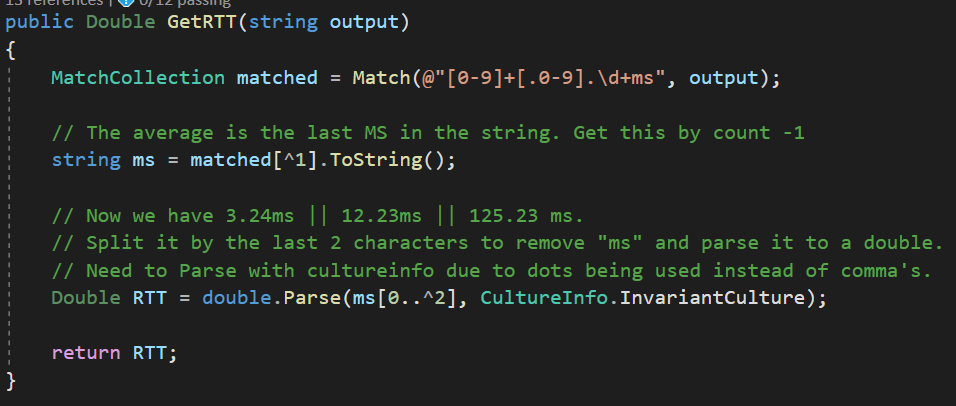 13 references | 0/12 passing
public Double GetRTT(string output)
{
MatchCollection matched = Match(@"[0-9]+[.0-9].\d+ms", output);
// The average is the last MS in the string. Get this by count -1
string ms = matched[^1].ToString();
// Now we have 3.24ms || 12.23ms || 125.23 ms.
// Split it by the last 2 characters to remove "ms" and parse it to a double.
// Need to Parse with cultureinfo due to dots being used instead of comma's.
Double RTT = double.Parse(ms[0..^2], CultureInfo.InvariantCulture);
return RTT;
}